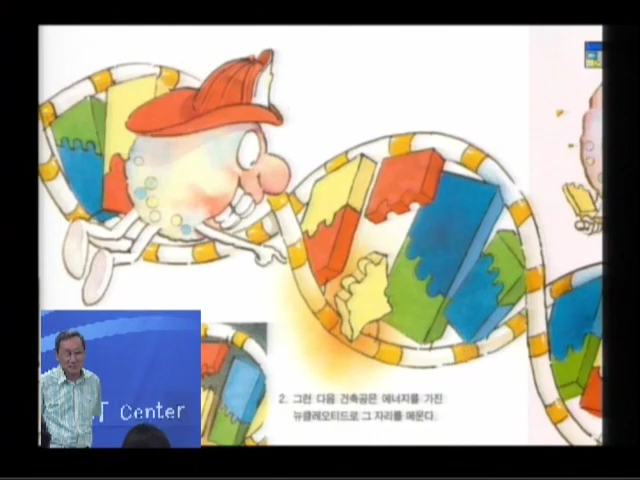 2. 그런 다음 건축공은 에너지를 가진
뉴클레오티드로 그 자리를 메운다.
T Center